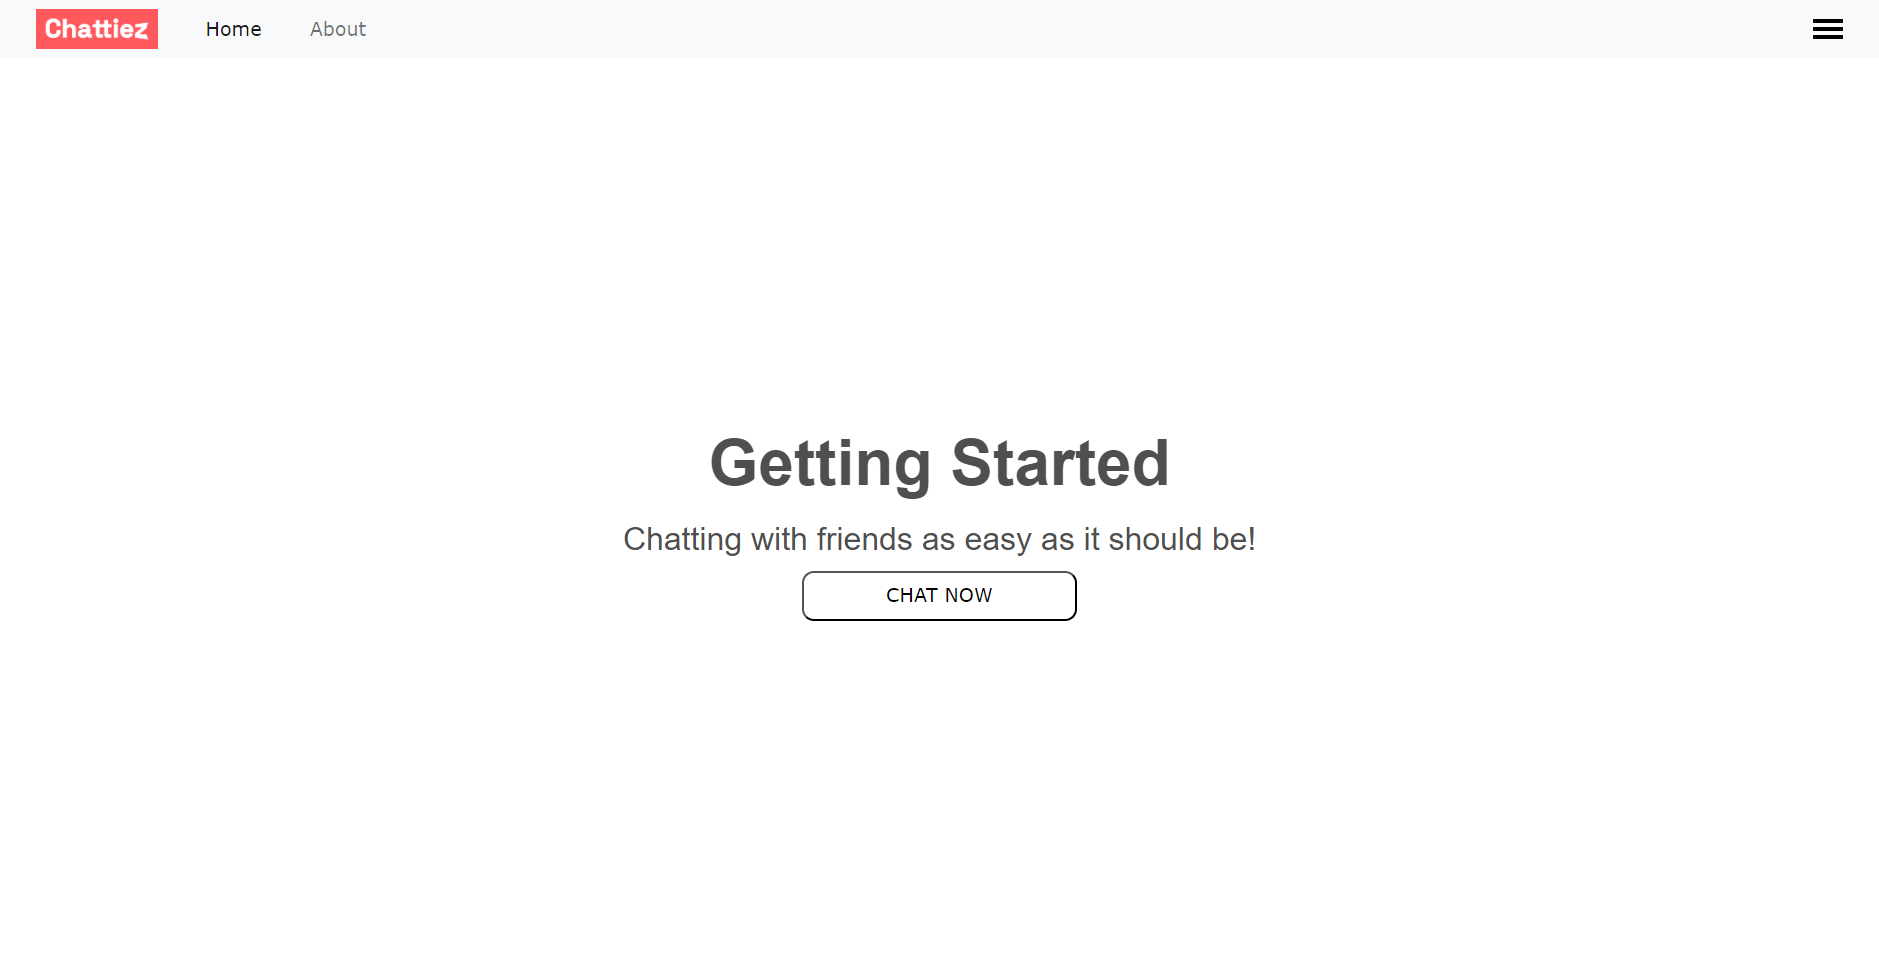 Chattiez Home About
Getting Started
Chatting with friends as easy as it should be!
CHAT NOW